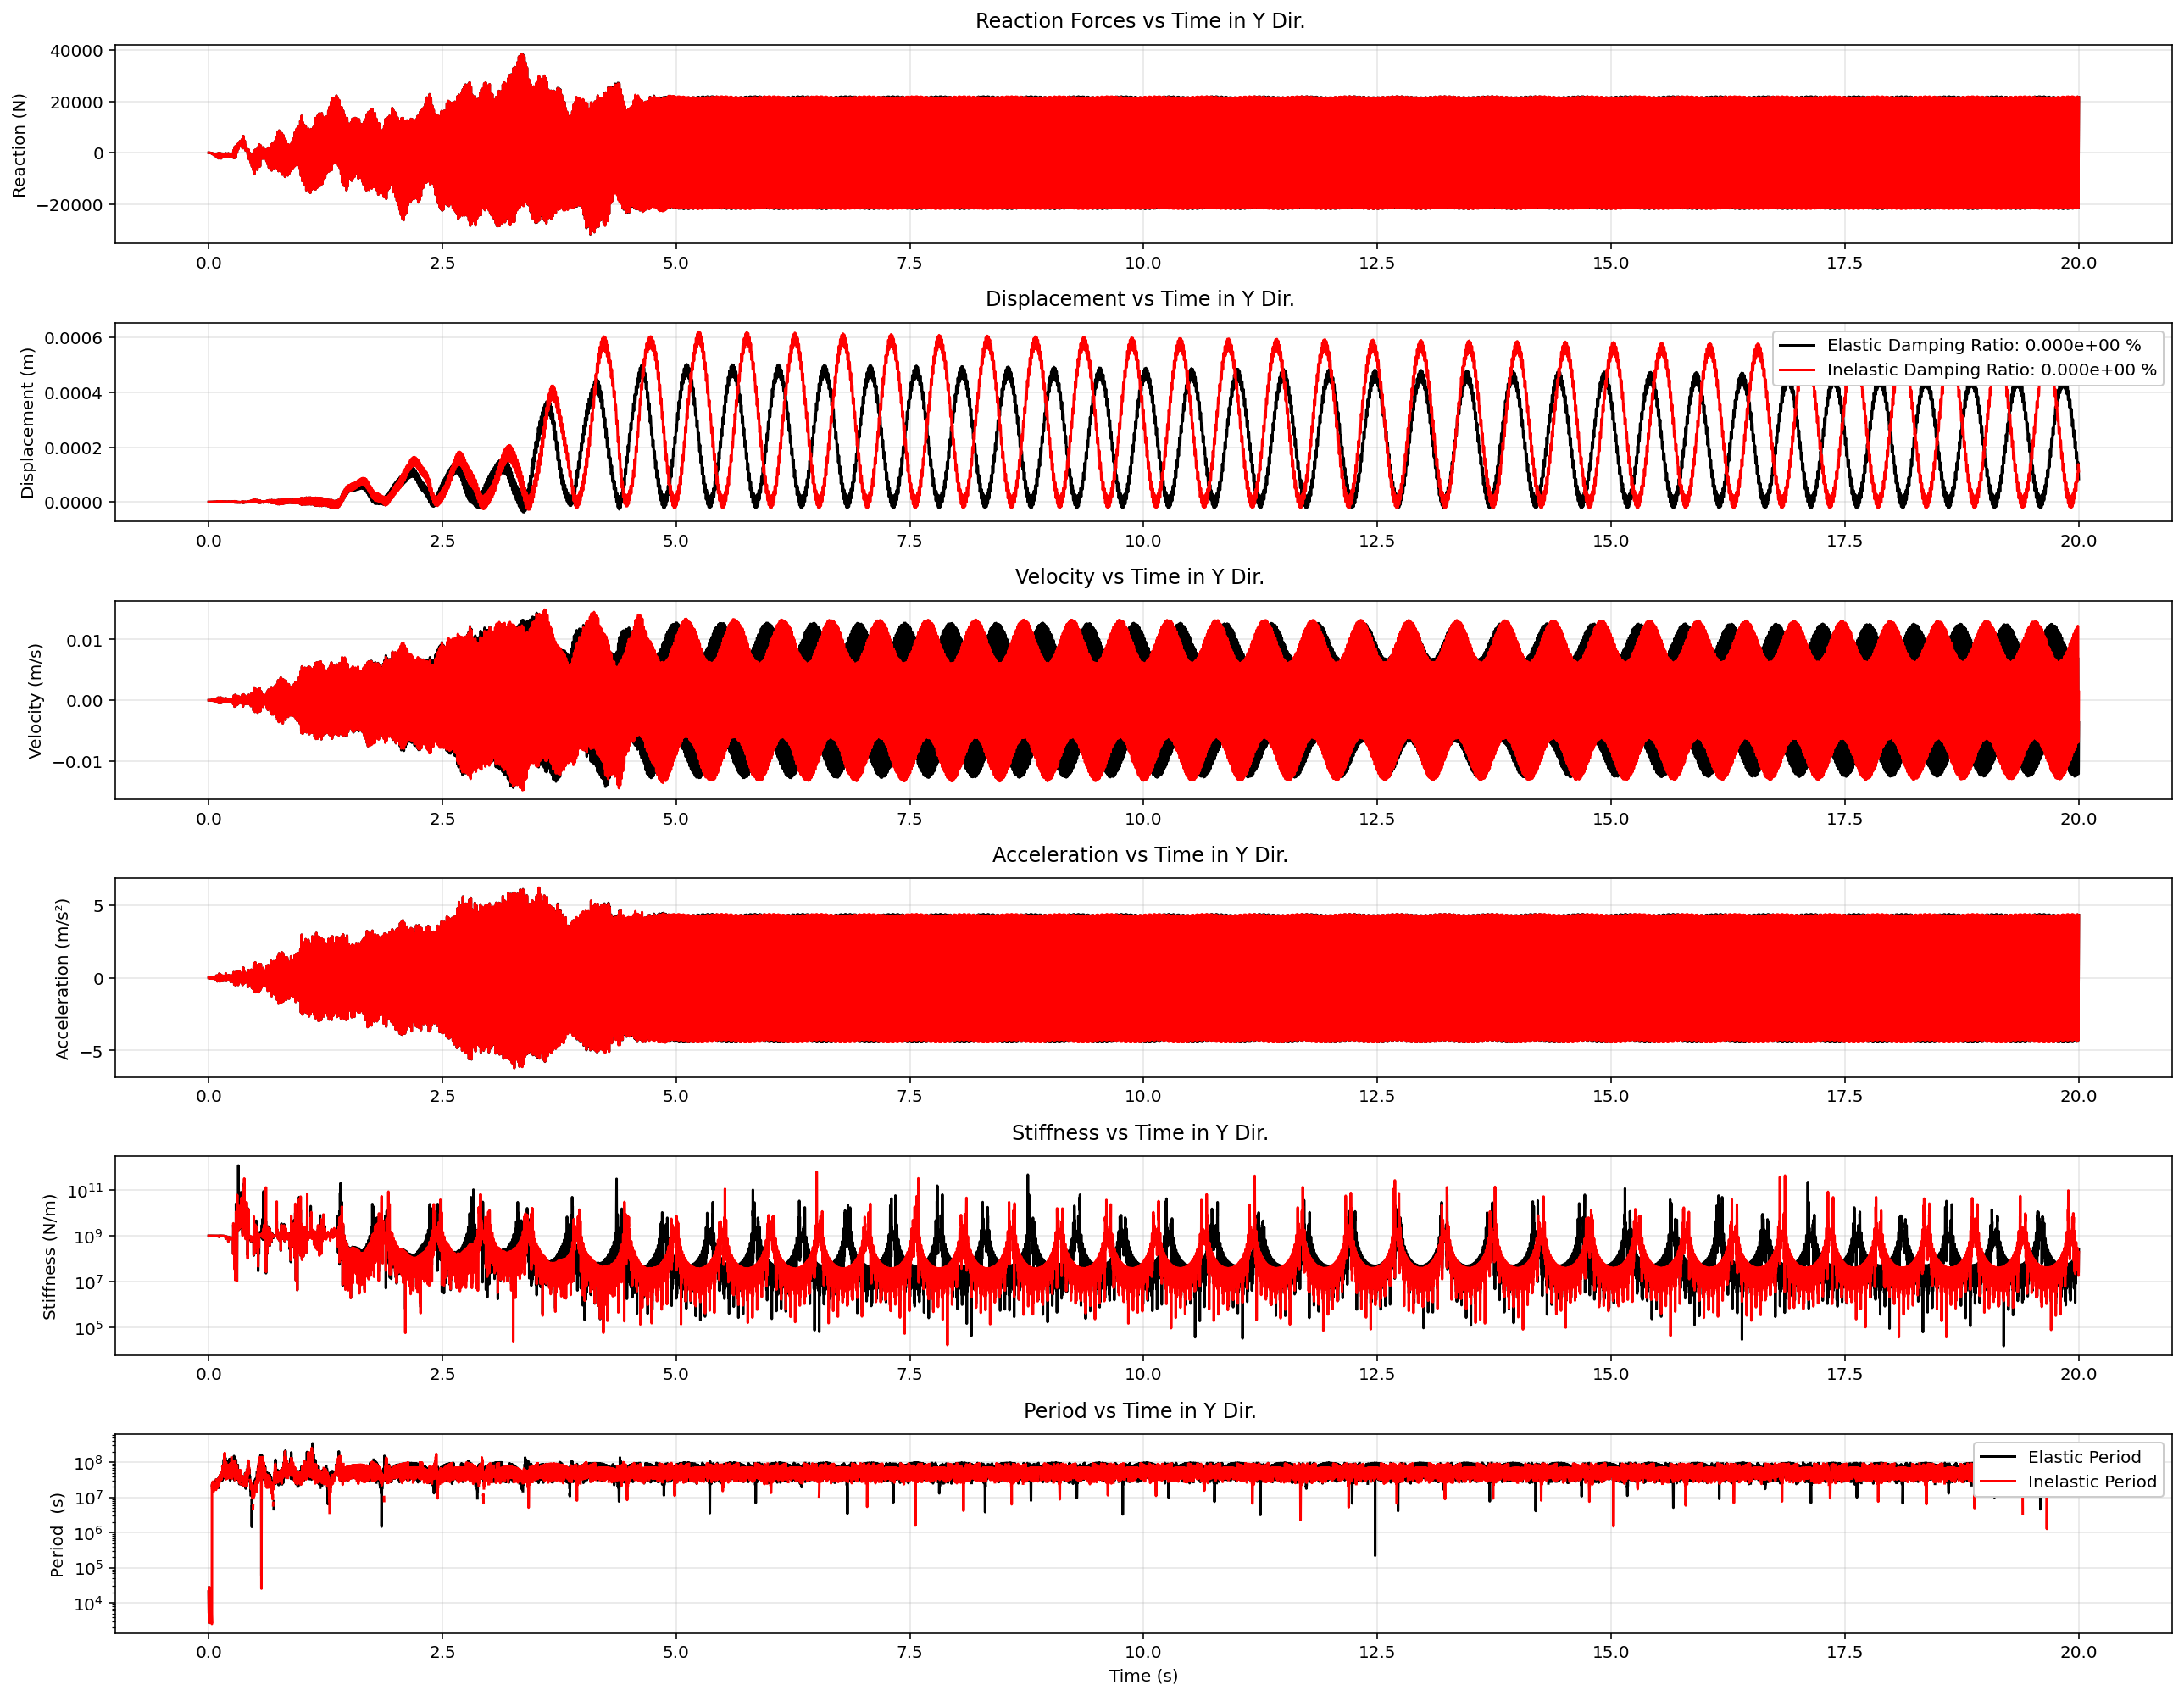 Reaction Forces vs Time in Y Dir.
Reaction (N)
40000
20000
0
−20000
0.0 2.5 5.0 7.5 10.0 12.5 15.0 17.5 20.0
Displacement vs Time in Y Dir.
Displacement (m)
0.0006
0.0004
0.0002
0.0000
Elastic Damping Ratio: 0.000e+00 %
Inelastic Damping Ratio: 0.000e+00 %
0.0 2.5 5.0 7.5 10.0 12.5 15.0 17.5 20.0
Velocity vs Time in Y Dir.
Velocity (m/s)
0.01
0.00
−0.01
0.0 2.5 5.0 7.5 10.0 12.5 15.0 17.5 20.0
Acceleration vs Time in Y Dir.
Acceleration (m/s²)
5
0
−5
0.0 2.5 5.0 7.5 10.0 12.5 15.0 17.5 20.0
Stiffness vs Time in Y Dir.
Stiffness (N/m)
10¹¹
10⁹
10⁷
10⁵
0.0 2.5 5.0 7.5 10.0 12.5 15.0 17.5 20.0
Period vs Time in Y Dir.
Period (s)
10⁸
10⁷
10⁶
10⁵
10⁴
Elastic Period
Inelastic Period
0.0 2.5 5.0 7.5 10.0 12.5 15.0 17.5 20.0
Time (s)